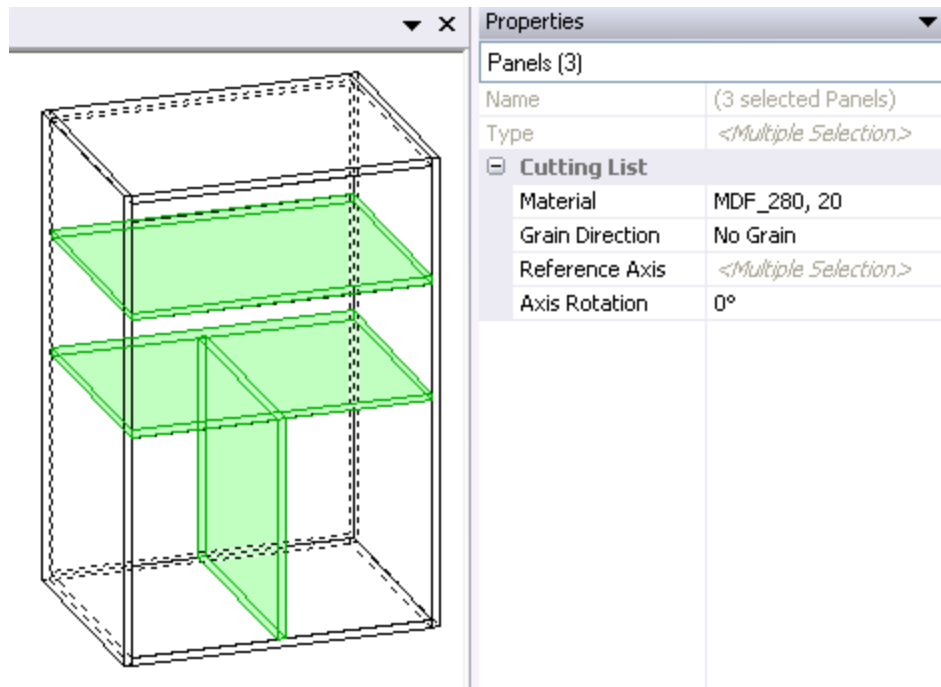 Properties
Panels (3)
Name (3 selected Panels)
Type <Multiple Selection>
Cutting List
Material MDF_280, 20
Grain Direction No Grain
Reference Axis <Multiple Selection>
Axis Rotation 0°